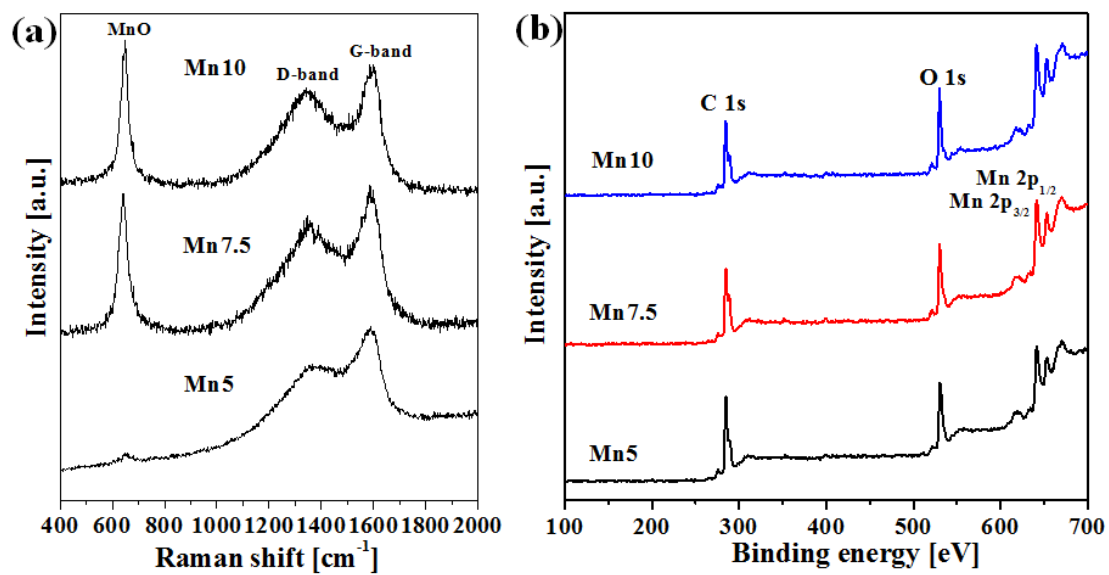 (a)
MnO
Mn10
D-band
G-band
Mn7.5
Mn5
Intensity [a.u.]
400 600 800 1000 1200 1400 1600 1800 2000
Raman shift [cm⁻¹]
(b)
C 1s
O 1s
Mn10
Mn 2p1/2
Mn 2p3/2
Mn7.5
Mn5
Intensity [a.u.]
100 200 300 400 500 600 700
Binding energy [eV]